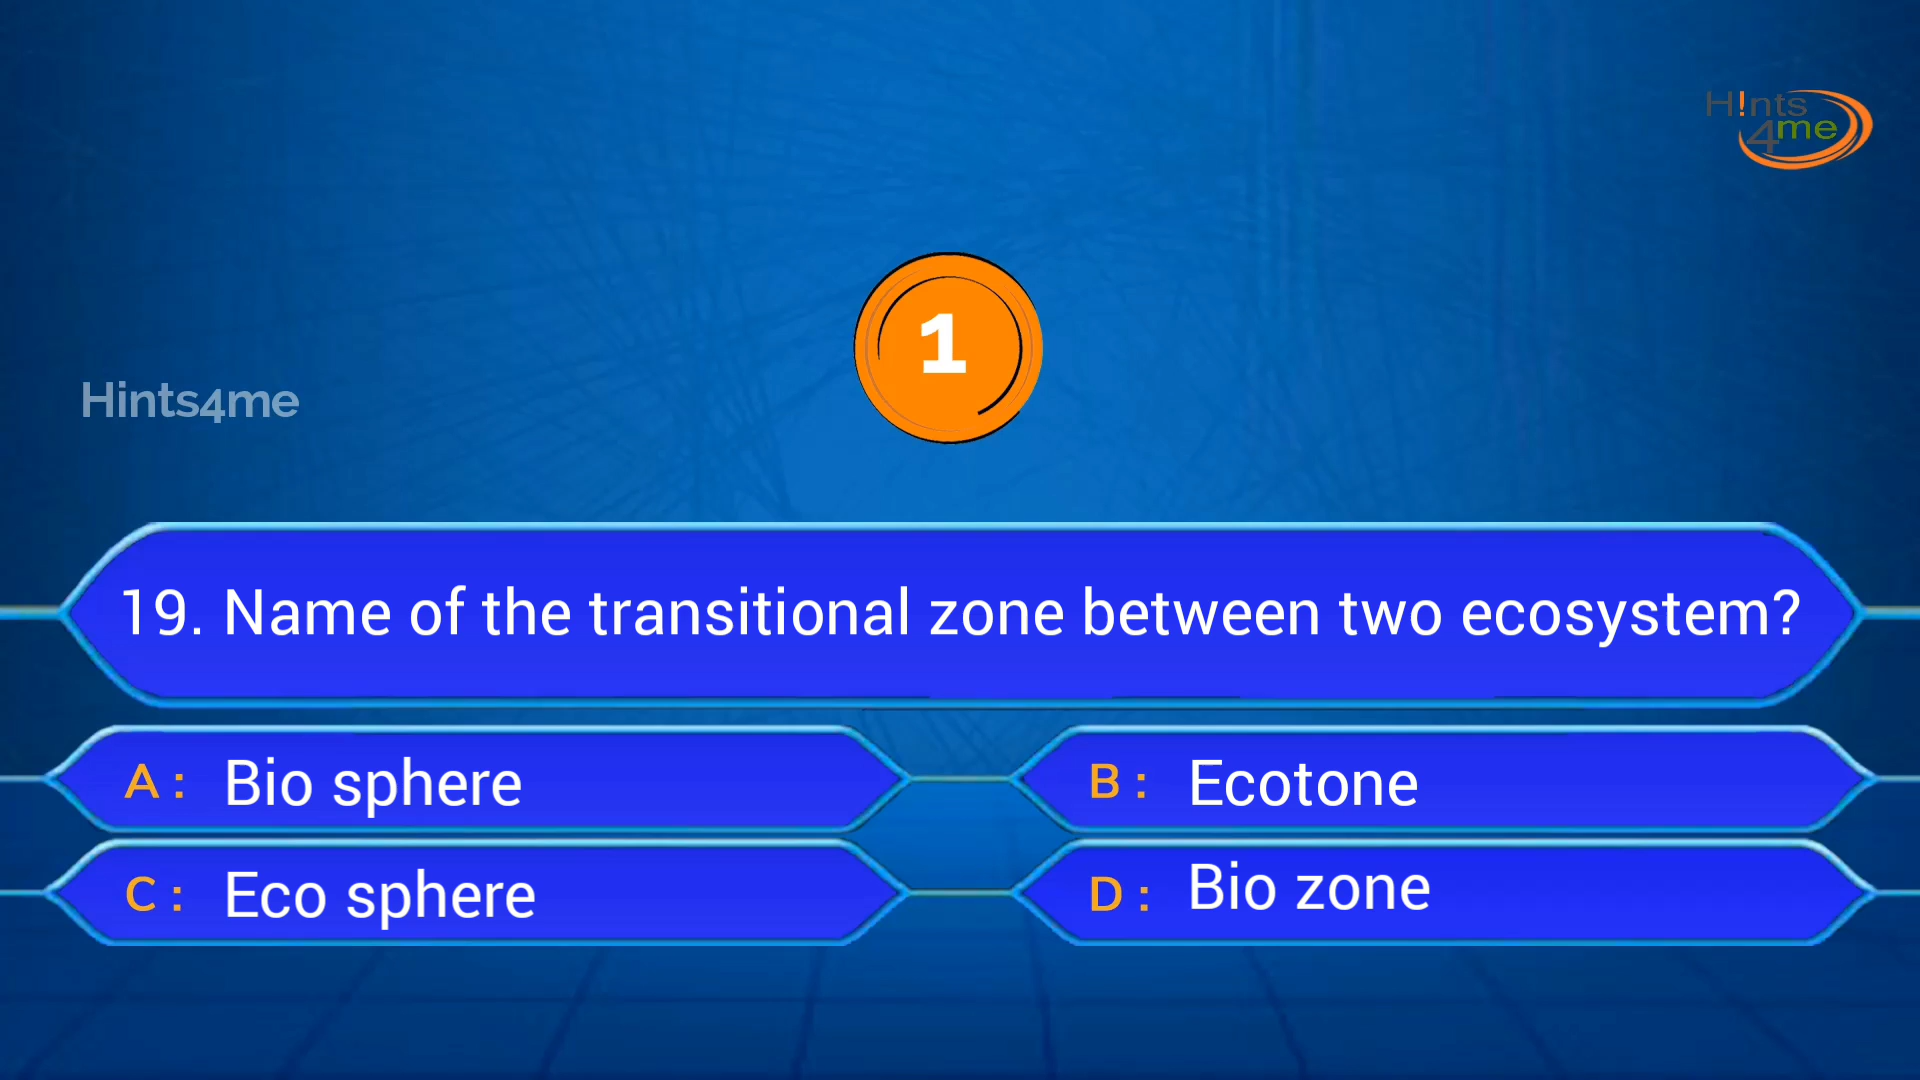 H!nts
4me
1
Hints4me
19. Name of the transitional zone between two ecosystem?
A : Bio sphere
B : Ecotone
C : Eco sphere
D : Bio zone